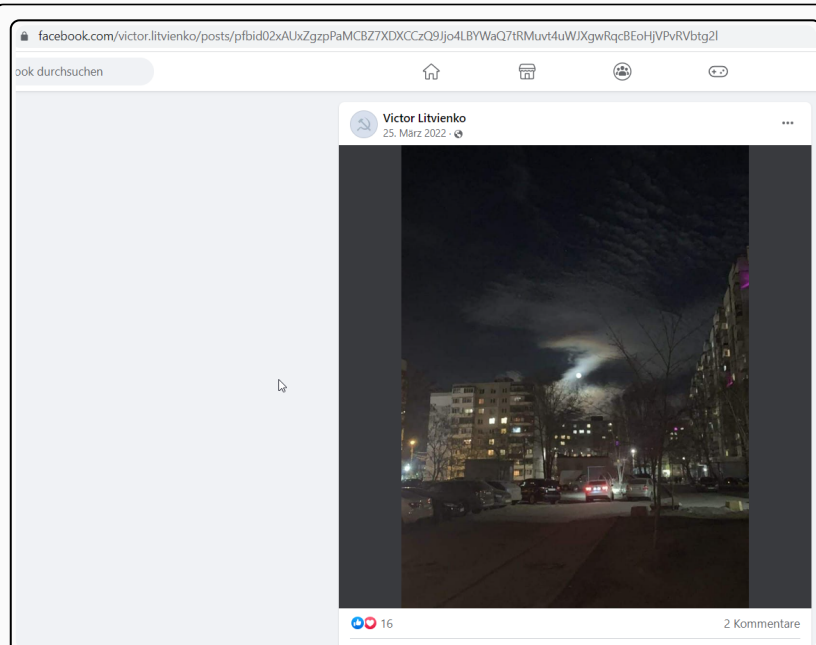 facebook.com/victor.litvienko/posts/pfbid02xAUxZgzpPaMCBZ7XDXCCzQ9Jjo4LBYWaQ7tRMuvt4uWJXgwRqcBEoHjVPvRVbtg2l
ook durchsuchen
Victor Litvienko
25. März 2022 ·
16
2 Kommentare